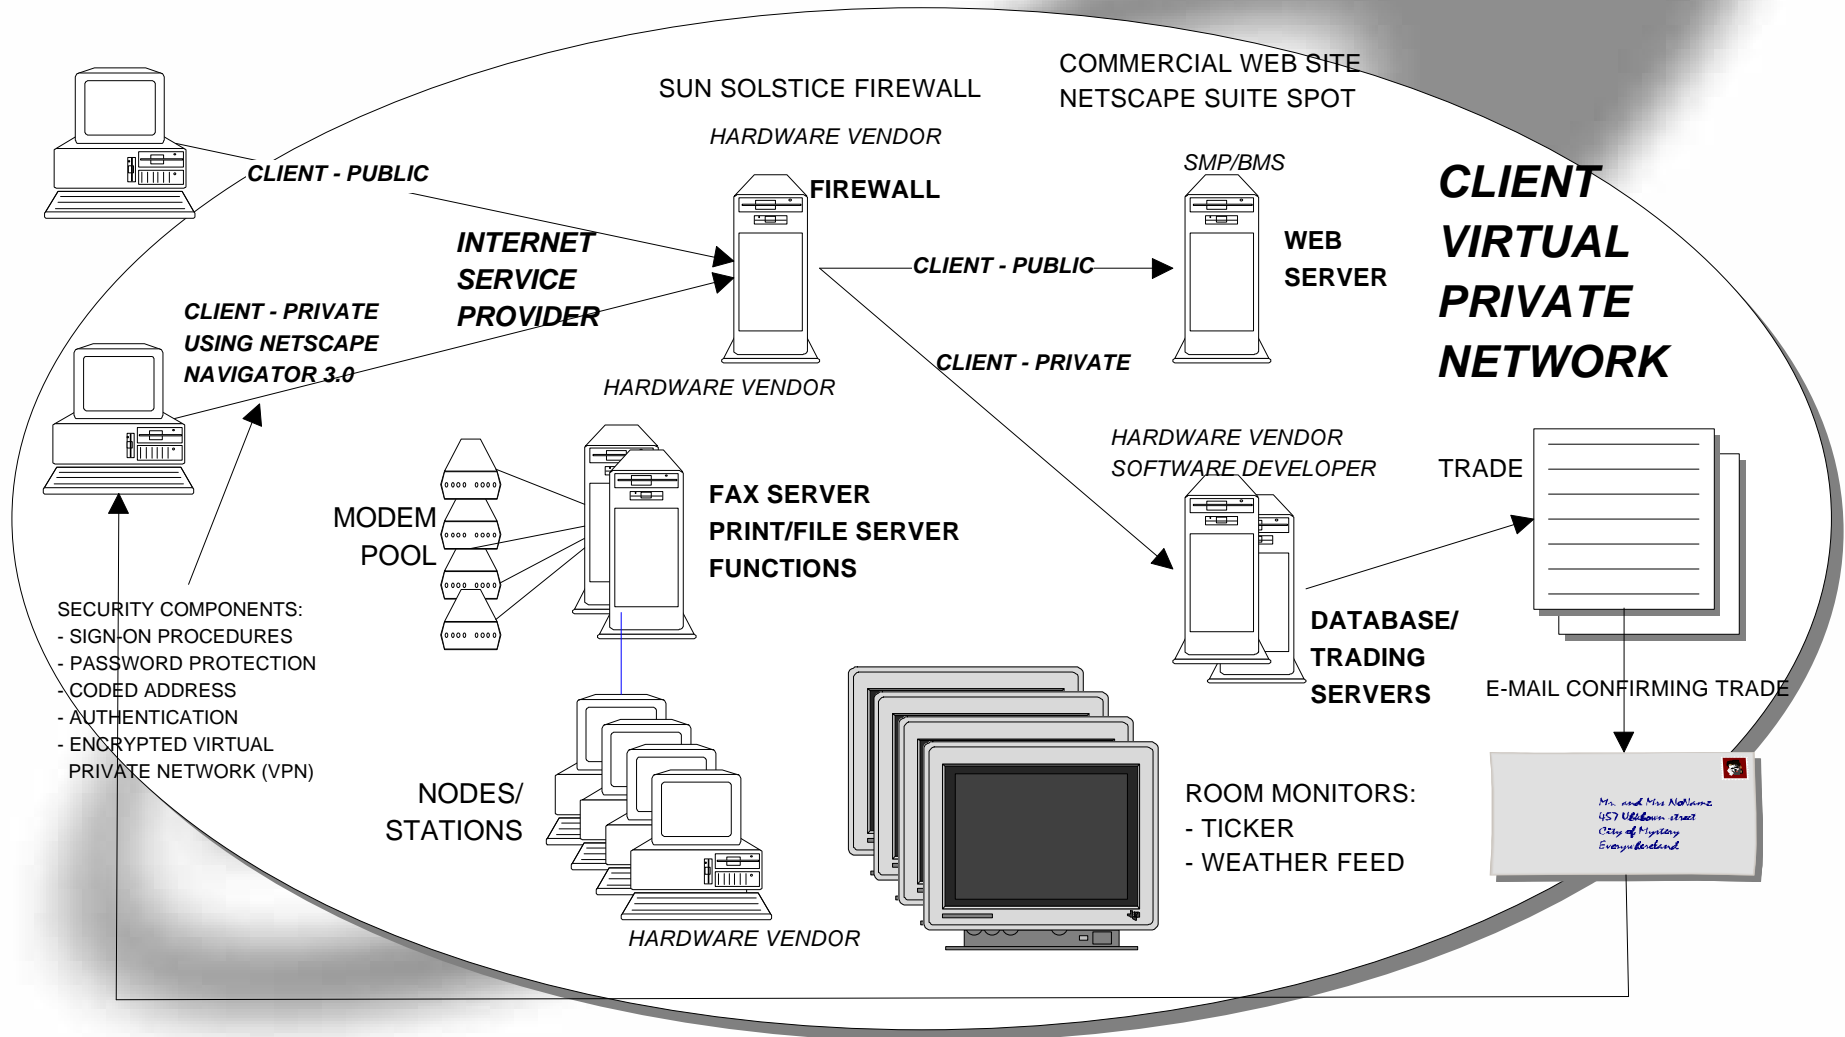 COMMERCIAL WEB SITE
NETSCAPE SUITE SPOT
SUN SOLSTICE FIREWALL
HARDWARE VENDOR
SMP/BMS
CLIENT - PUBLIC
FIREWALL
CLIENT
VIRTUAL
PRIVATE
NETWORK
INTERNET
SERVICE
PROVIDER
WEB
SERVER
CLIENT - PUBLIC
CLIENT - PRIVATE
USING NETSCAPE
NAVIGATOR 3.0
CLIENT - PRIVATE
HARDWARE VENDOR
HARDWARE VENDOR
SOFTWARE DEVELOPER
TRADE
MODEM
POOL
FAX SERVER
PRINT/FILE SERVER
FUNCTIONS
SECURITY COMPONENTS:
- SIGN-ON PROCEDURES
- PASSWORD PROTECTION
- CODED ADDRESS
- AUTHENTICATION
- ENCRYPTED VIRTUAL
PRIVATE NETWORK (VPN)
DATABASE/
TRADING
SERVERS
E-MAIL CONFIRMING TRADE
NODES/
STATIONS
ROOM MONITORS:
- TICKER
- WEATHER FEED
Mr. and Mrs NoName
457 street
City of Mystery
Everywhereland
HARDWARE VENDOR